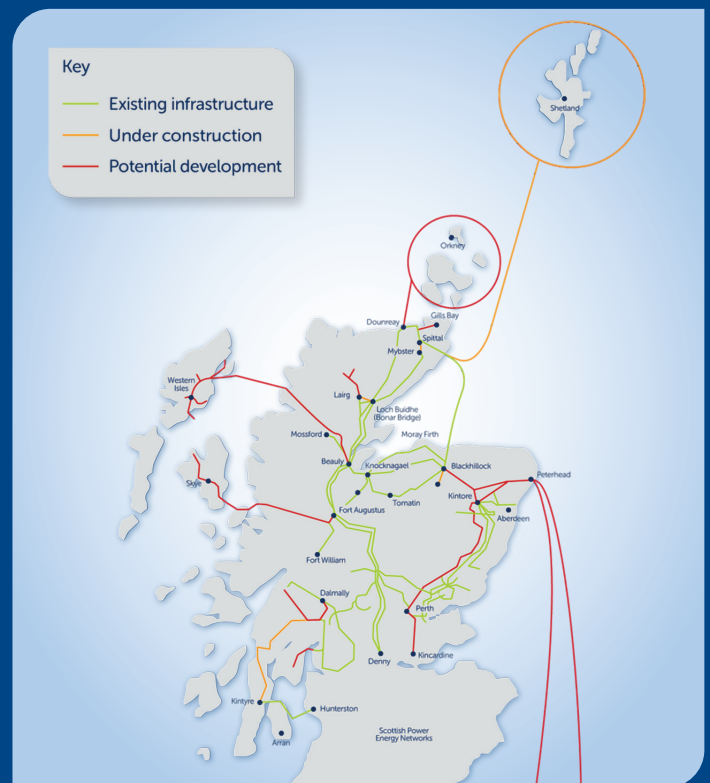 Key
Existing infrastructure
Under construction
Potential development
Shetland
Orkney
Gills Bay
Dounreay
Spittal
Mybster
Western
Isles
Lairg
Loch Buidhe
(Bonar Bridge)
Mossford
Moray Firth
Beauly
Knocknagael
Blackhillock
Peterhead
Skye
Kintore
Tomatin
Fort Augustus
Aberdeen
Fort William
Dalmally
Perth
Denny
Kincardine
Kintyre
Hunterston
Arran
Scottish Power
Energy Networks